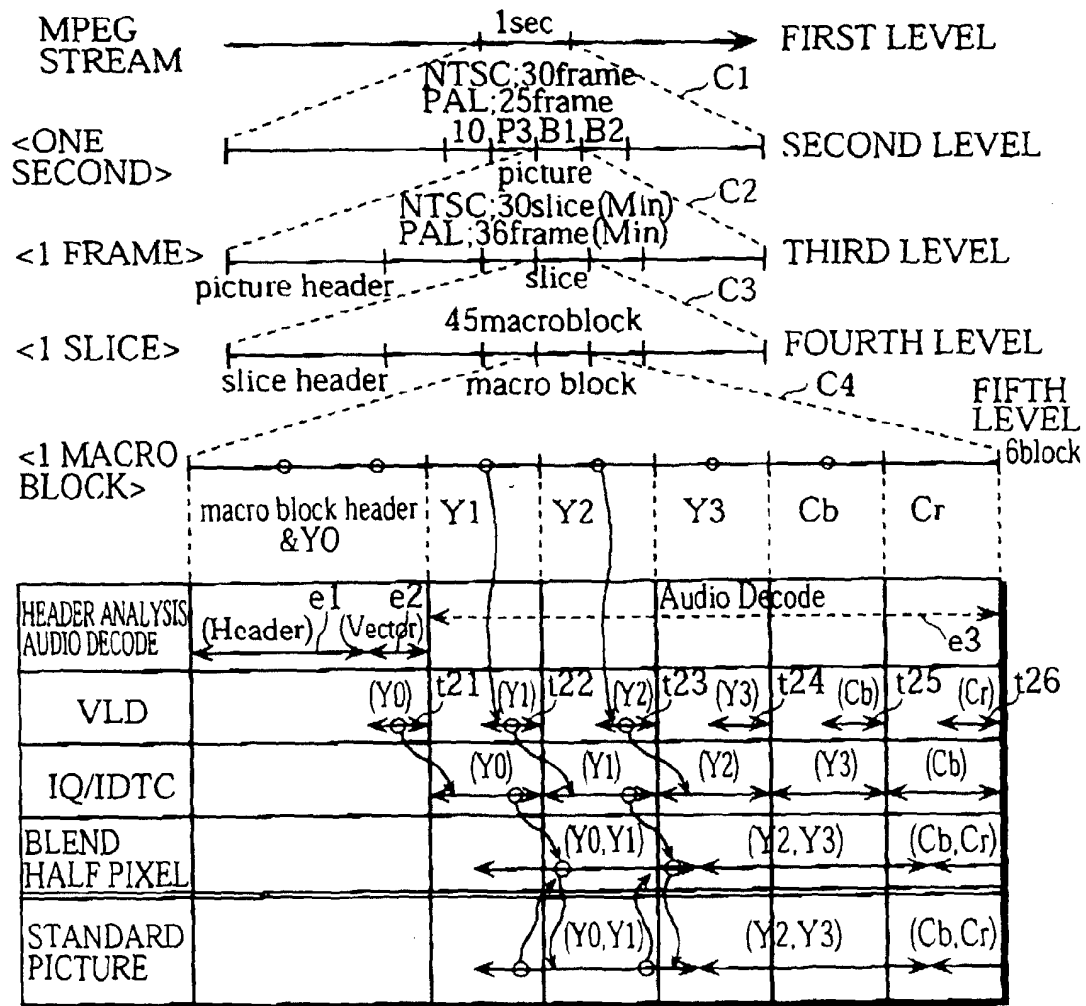 MPEG STREAM
1sec
FIRST LEVEL
NTSC;30frame
PAL;25frame
C1
<ONE SECOND>
10 P3 B1 B2
SECOND LEVEL
picture
C2
NTSC;30slice(Min)
PAL;36frame(Min)
<1 FRAME>
THIRD LEVEL
picture header
slice
C3
45macroblock
<1 SLICE>
FOURTH LEVEL
slice header
macro block
C4
FIFTH LEVEL
<1 MACRO BLOCK>
6block
macro block header &Y0
Y1
Y2
Y3
Cb
Cr
HEADER ANALYSIS
AUDIO DECODE
e1
e2
(Header)
(Vector)
Audio Decode
e3
VLD
(Y0) t21 (Y1) t22 (Y2) t23 (Y3) t24 (Cb) t25 (Cr) t26
IQ/IDTC
(Y0) (Y1) (Y2) (Y3) (Cb)
BLEND
HALF PIXEL
(Y0,Y1) (Y2,Y3) (Cb,Cr)
STANDARD
PICTURE
(Y0,Y1) (Y2,Y3) (Cb,Cr)